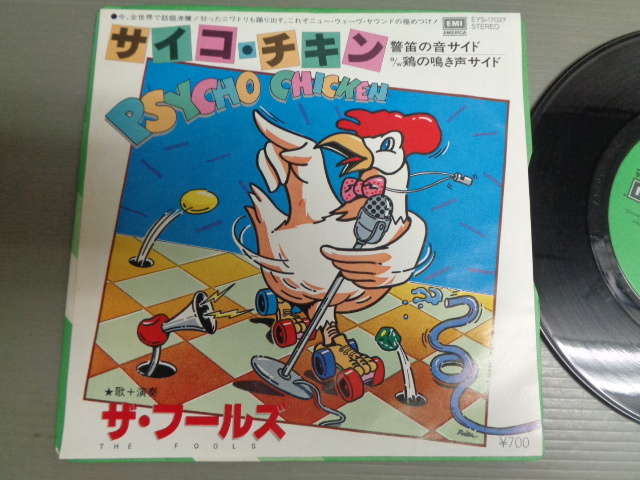 ●今、全世界で話題沸騰！狂ったニワトリも踊り出す。これぞニュー・ウェーヴ・サウンドの極めつけ！
EMI
AMERICA
EYS-17027
STEREO
サイコ・チキン
警笛の音サイド
B/W鶏の鳴き声サイド
PSYCHO CHICKEN
★歌+演奏
ザ・フールズ
THE FOOLS
¥700